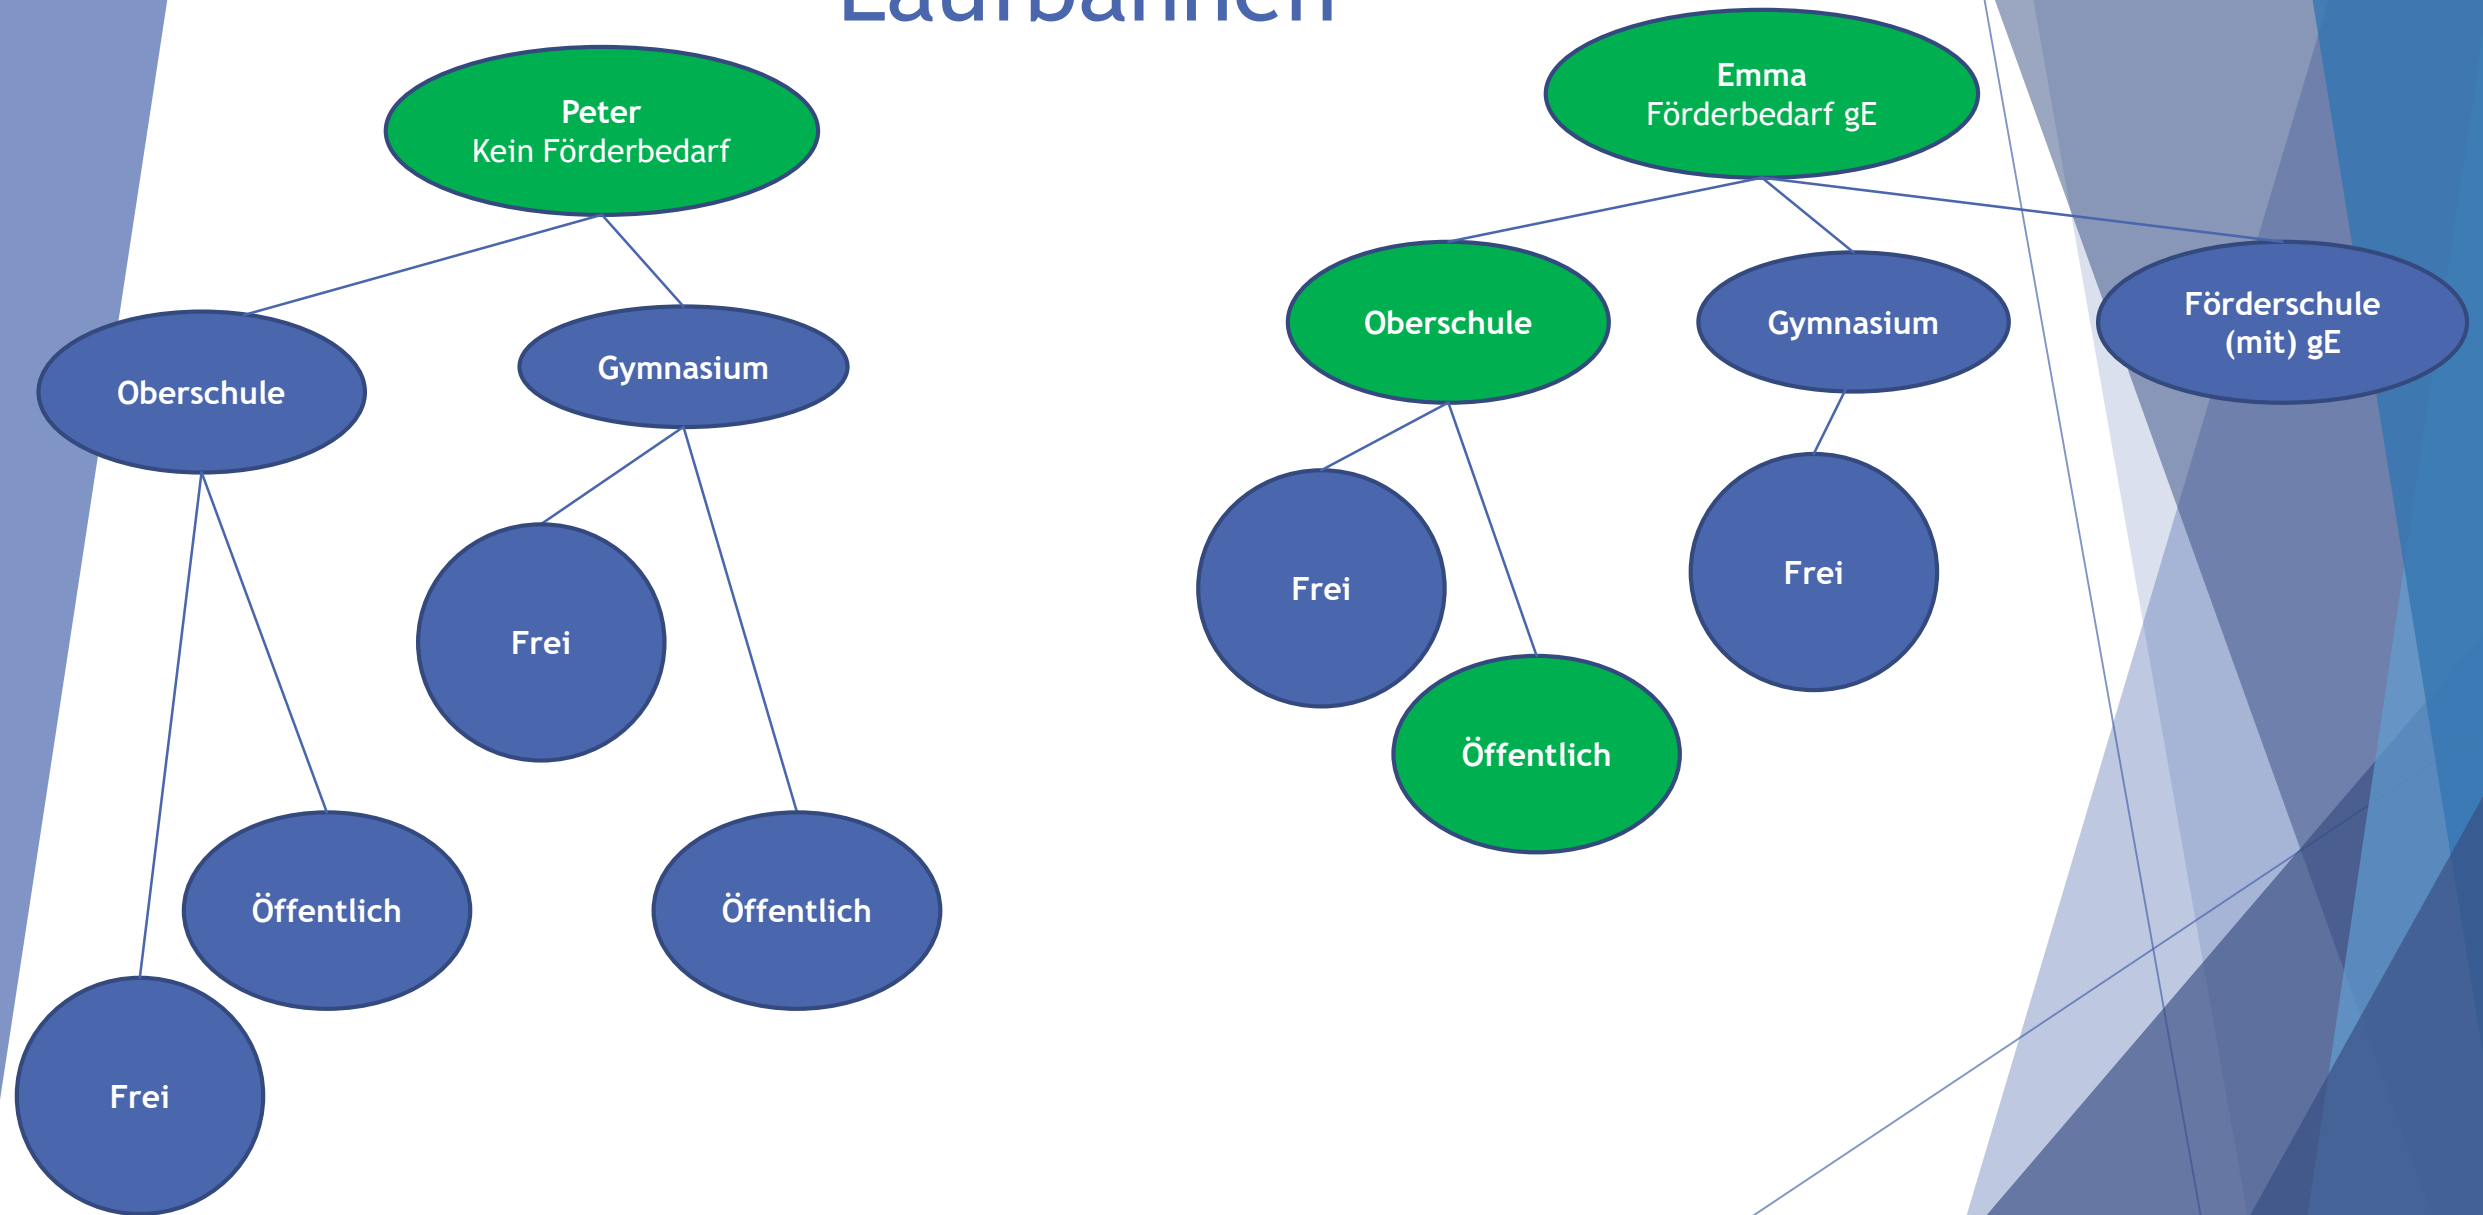 Laufbahnen
Peter
Kein Förderbedarf
Oberschule
Gymnasium
Frei
Öffentlich
Öffentlich
Frei
Emma
Förderbedarf gE
Oberschule
Gymnasium
Förderschule
(mit) gE
Frei
Frei
Öffentlich